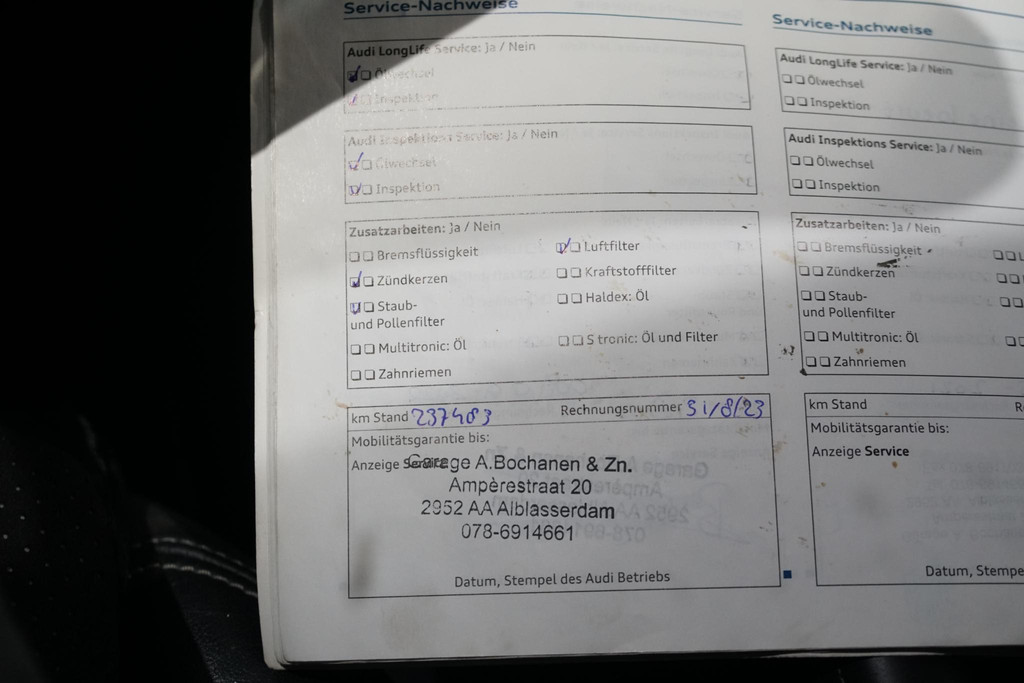 Service-Nachweise
Audi LongLife Service: Ja / Nein
Ölwechsel
Inspektion
Audi Inspektions Service: Ja / Nein
Ölwechsel
Inspektion
Zusatzarbeiten: Ja / Nein
Bremsflüssigkeit
Luftfilter
Zündkerzen
Kraftstofffilter
Staub-
und Pollenfilter
Haldex: Öl
Multitronic: Öl
S tronic: Öl und Filter
Zahnriemen
km Stand 237483 Rechnungsnummer 31/8/23
Mobilitätsgarantie bis:
Anzeige Service
Garage A.Bochanen & Zn.
Ampèrestraat 20
2952 AA Alblasserdam
078-6914661
Datum, Stempel des Audi Betriebs
Service-Nachweise
Audi LongLife Service: Ja / Nein
Ölwechsel
Inspektion
Audi Inspektions Service: Ja / Nein
Ölwechsel
Inspektion
Zusatzarbeiten: Ja / Nein
Bremsflüssigkeit
Zündkerzen
Staub-
und Pollenfilter
Multitronic: Öl
Zahnriemen
km Stand
Mobilitätsgarantie bis:
Anzeige Service
Datum, Stempe